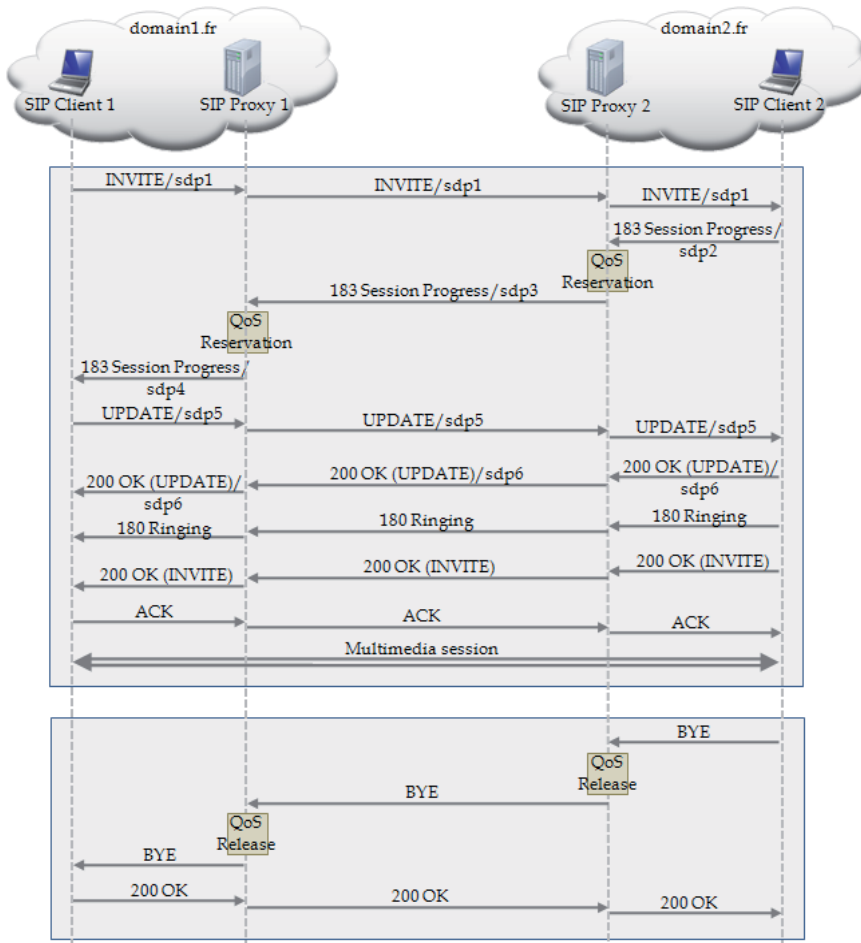 domain1.fr
domain2.fr
SIP Client 1
SIP Proxy 1
SIP Proxy 2
SIP Client 2
INVITE/sdp1
INVITE/sdp1
INVITE/sdp1
183 Session Progress/
sdp2
QoS
Reservation
183 Session Progress/sdp3
QoS
Reservation
183 Session Progress/
sdp4
UPDATE/sdp5
UPDATE/sdp5
UPDATE/sdp5
200 OK (UPDATE)/
sdp6
200 OK (UPDATE)/sdp6
200 OK (UPDATE)/
sdp6
180 Ringing
180 Ringing
180 Ringing
200 OK (INVITE)
200 OK (INVITE)
200 OK (INVITE)
ACK
ACK
ACK
Multimedia session
BYE
QoS
Release
BYE
QoS
Release
BYE
200 OK
200 OK
200 OK